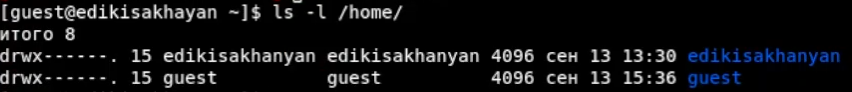 [guest@edikisakhayan ~]$ ls -l /home/
итого 8
drwx------. 15 edikisakhanyan edikisakhanyan 4096 сен 13 13:30 edikisakhanyan
drwx------. 15 guest          guest          4096 сен 13 15:36 guest